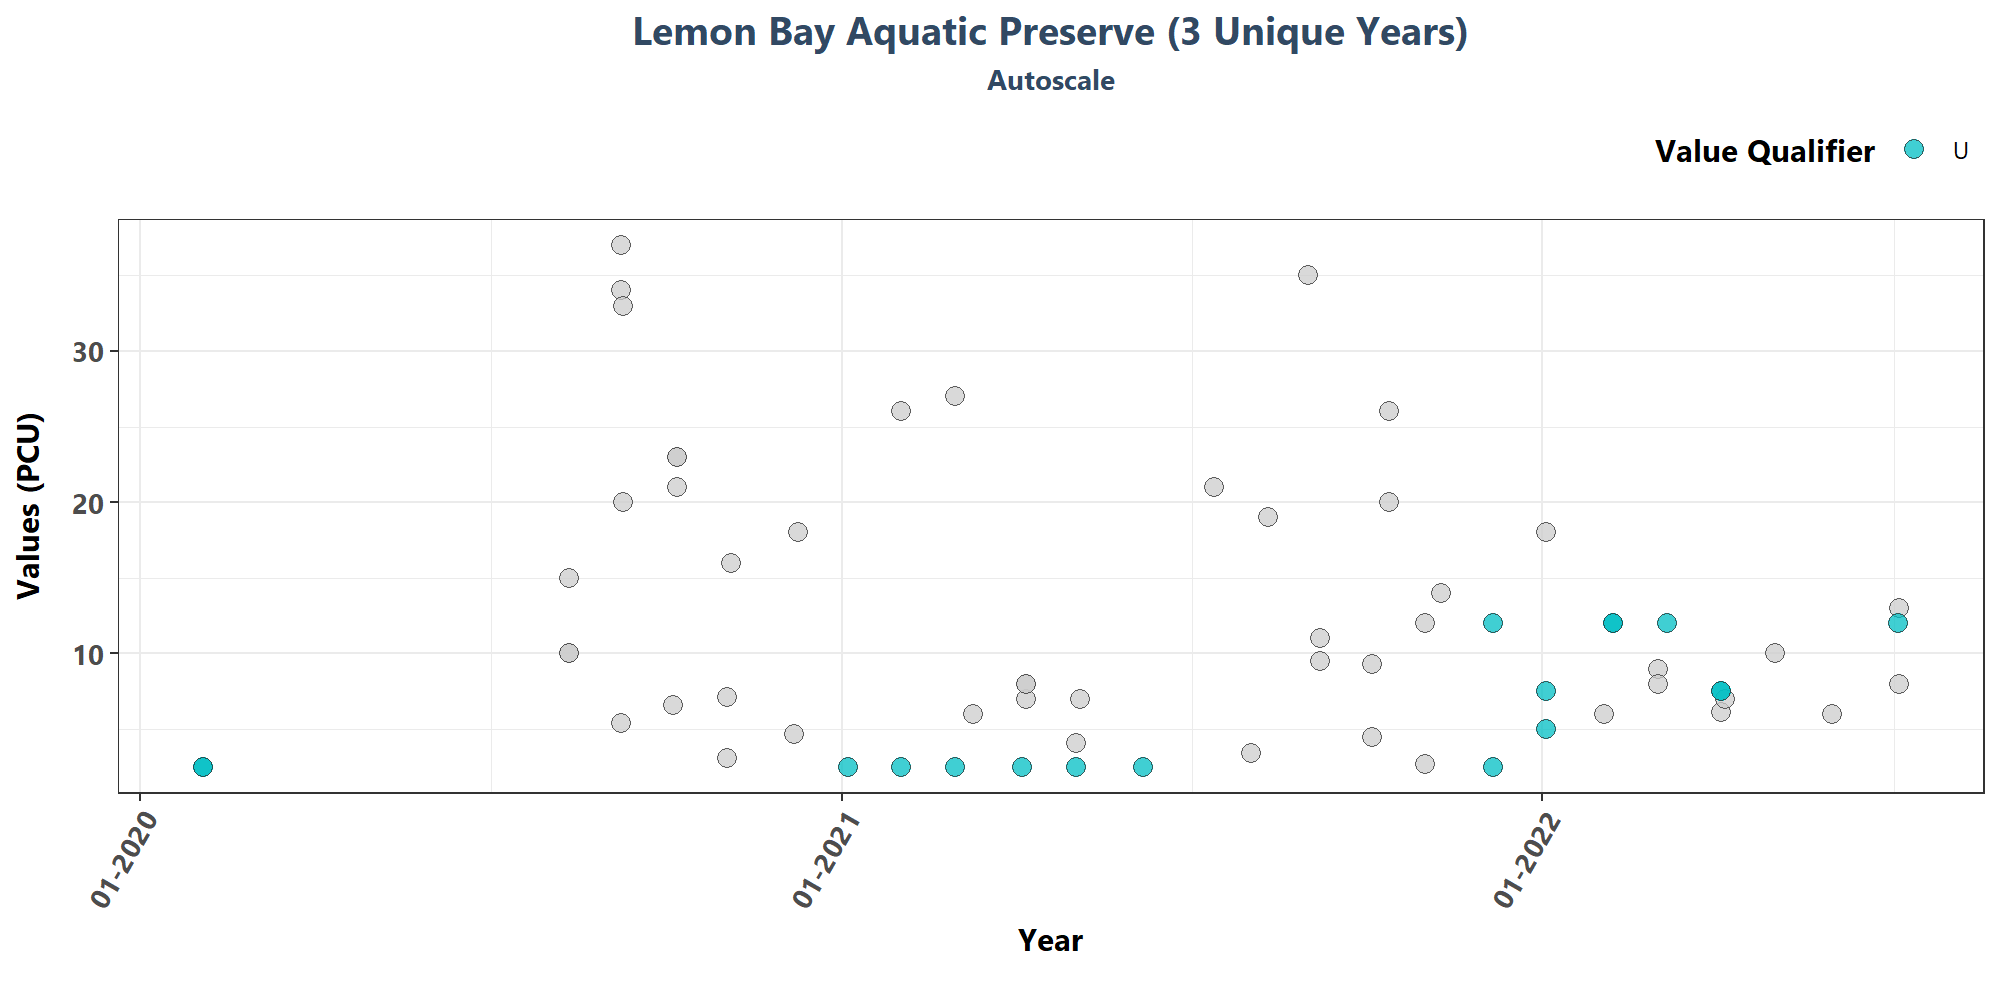 Lemon Bay Aquatic Preserve (3 Unique Years)
Autoscale
Value Qualifier U
Values (PCU)
30
20
10
01-2020
01-2021
01-2022
Year